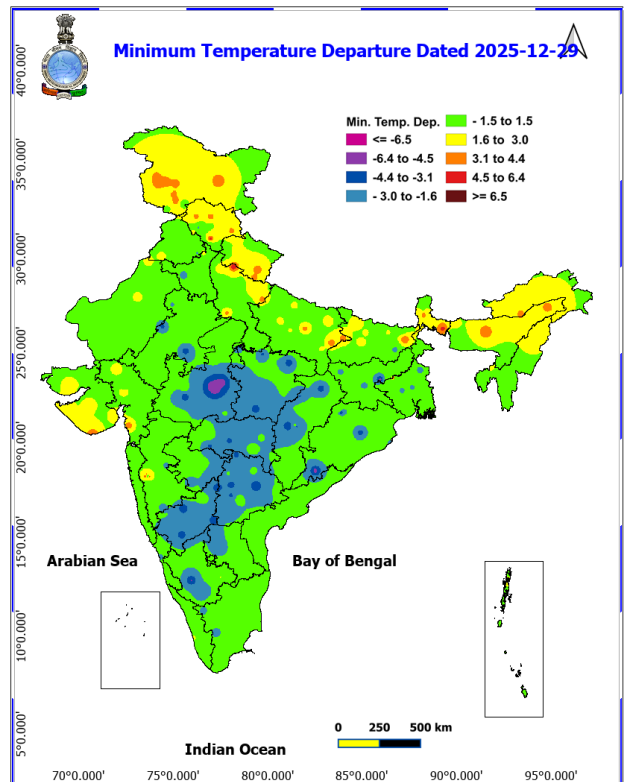 Minimum Temperature Departure Dated 2025-12-29
40°0.000'
35°0.000'
30°0.000'
25°0.000'
20°0.000'
15°0.000'
10°0.000'
5°0.000'
Min. Temp. Dep.
<= -6.5
-6.4 to -4.5
-4.4 to -3.1
- 3.0 to -1.6
- 1.5 to 1.5
1.6 to 3.0
3.1 to 4.4
4.5 to 6.4
>= 6.5
Arabian Sea
Bay of Bengal
0 250 500 km
Indian Ocean
70°0.000' 75°0.000' 80°0.000' 85°0.000' 90°0.000' 95°0.000'